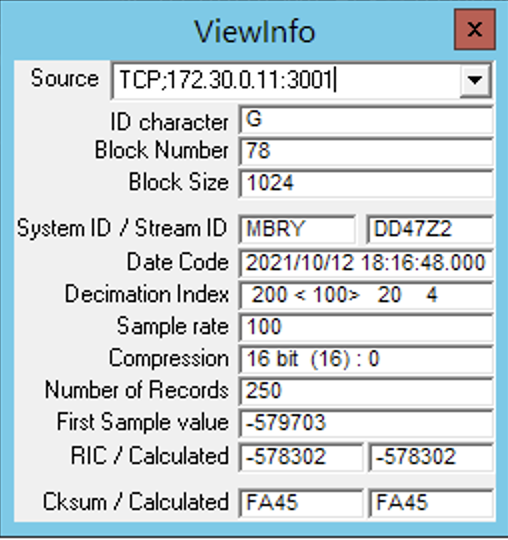 ViewInfo
Source TCP;172.30.0.11:3001
ID character G
Block Number 78
Block Size 1024
System ID / Stream ID MBRY DD47Z2
Date Code 2021/10/12 18:16:48.000
Decimation Index 200 < 100> 20 4
Sample rate 100
Compression 16 bit (16) : 0
Number of Records 250
First Sample value -579703
RIC / Calculated -578302 -578302
Cksum / Calculated FA45 FA45